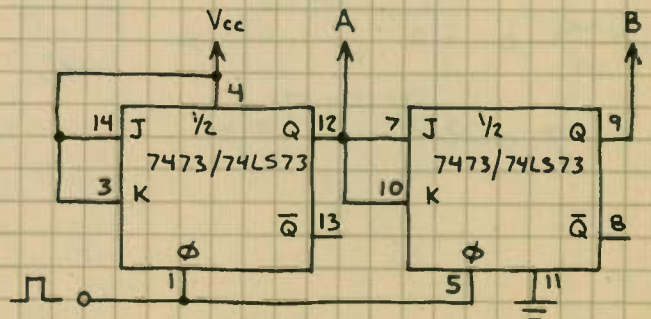 Vcc A B
4
14 J 1/2 Q 12 7 J 1/2 Q 9
7473/74LS73 7473/74LS73
3 K 10 K
Q̅ 13 Q̅ 8
Φ Φ
1 5 11